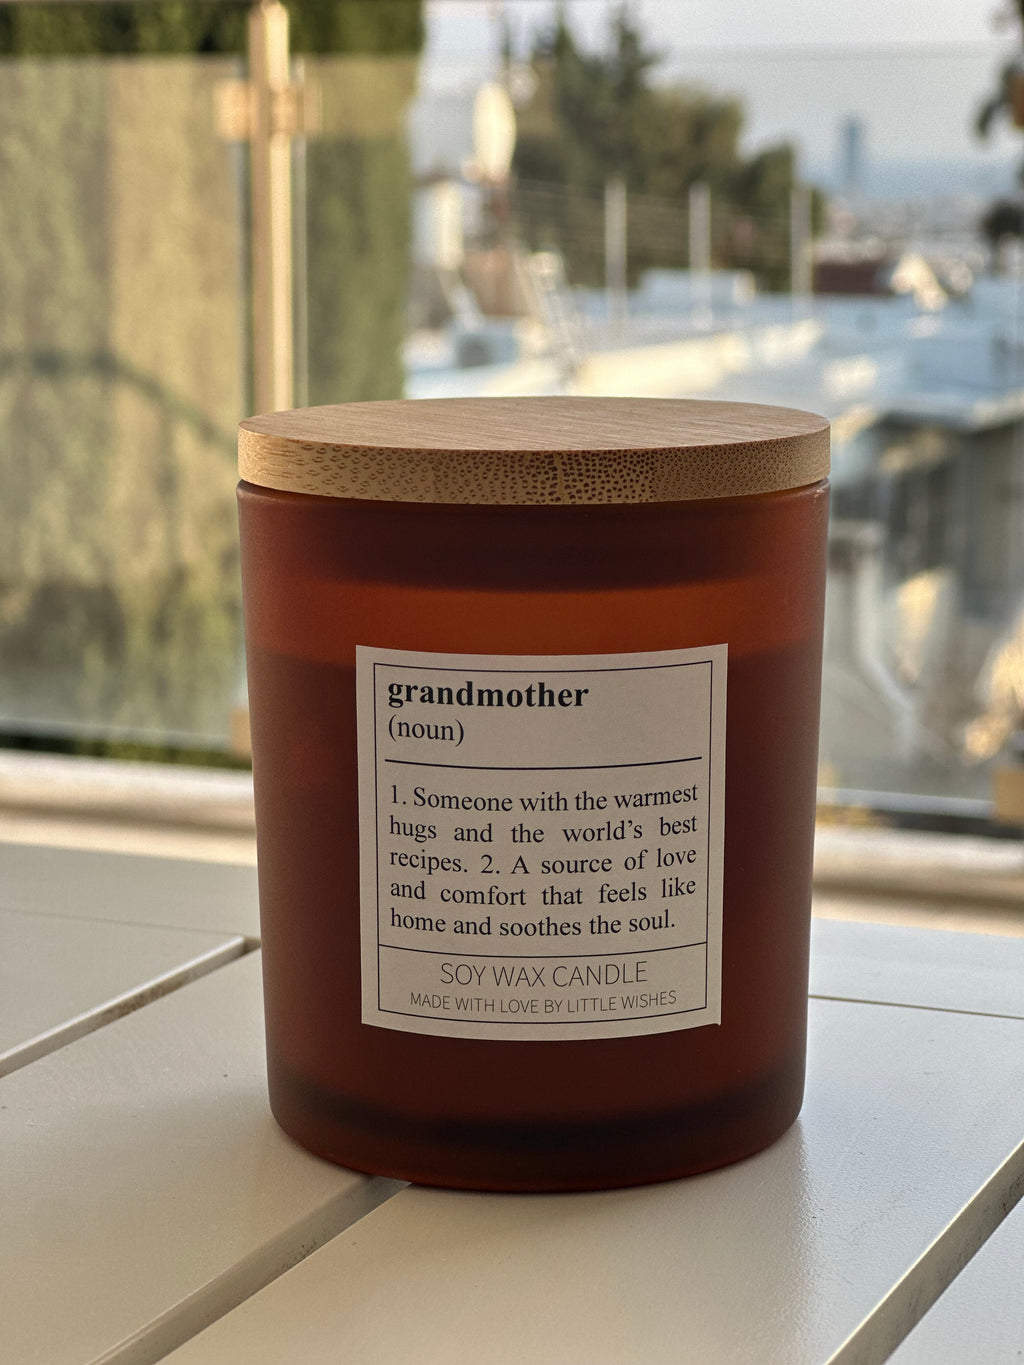 grandmother
(noun)
1. Someone with the warmest
hugs and the world’s best
recipes. 2. A source of love
and comfort that feels like
home and soothes the soul.
SOY WAX CANDLE
MADE WITH LOVE BY LITTLE WISHES